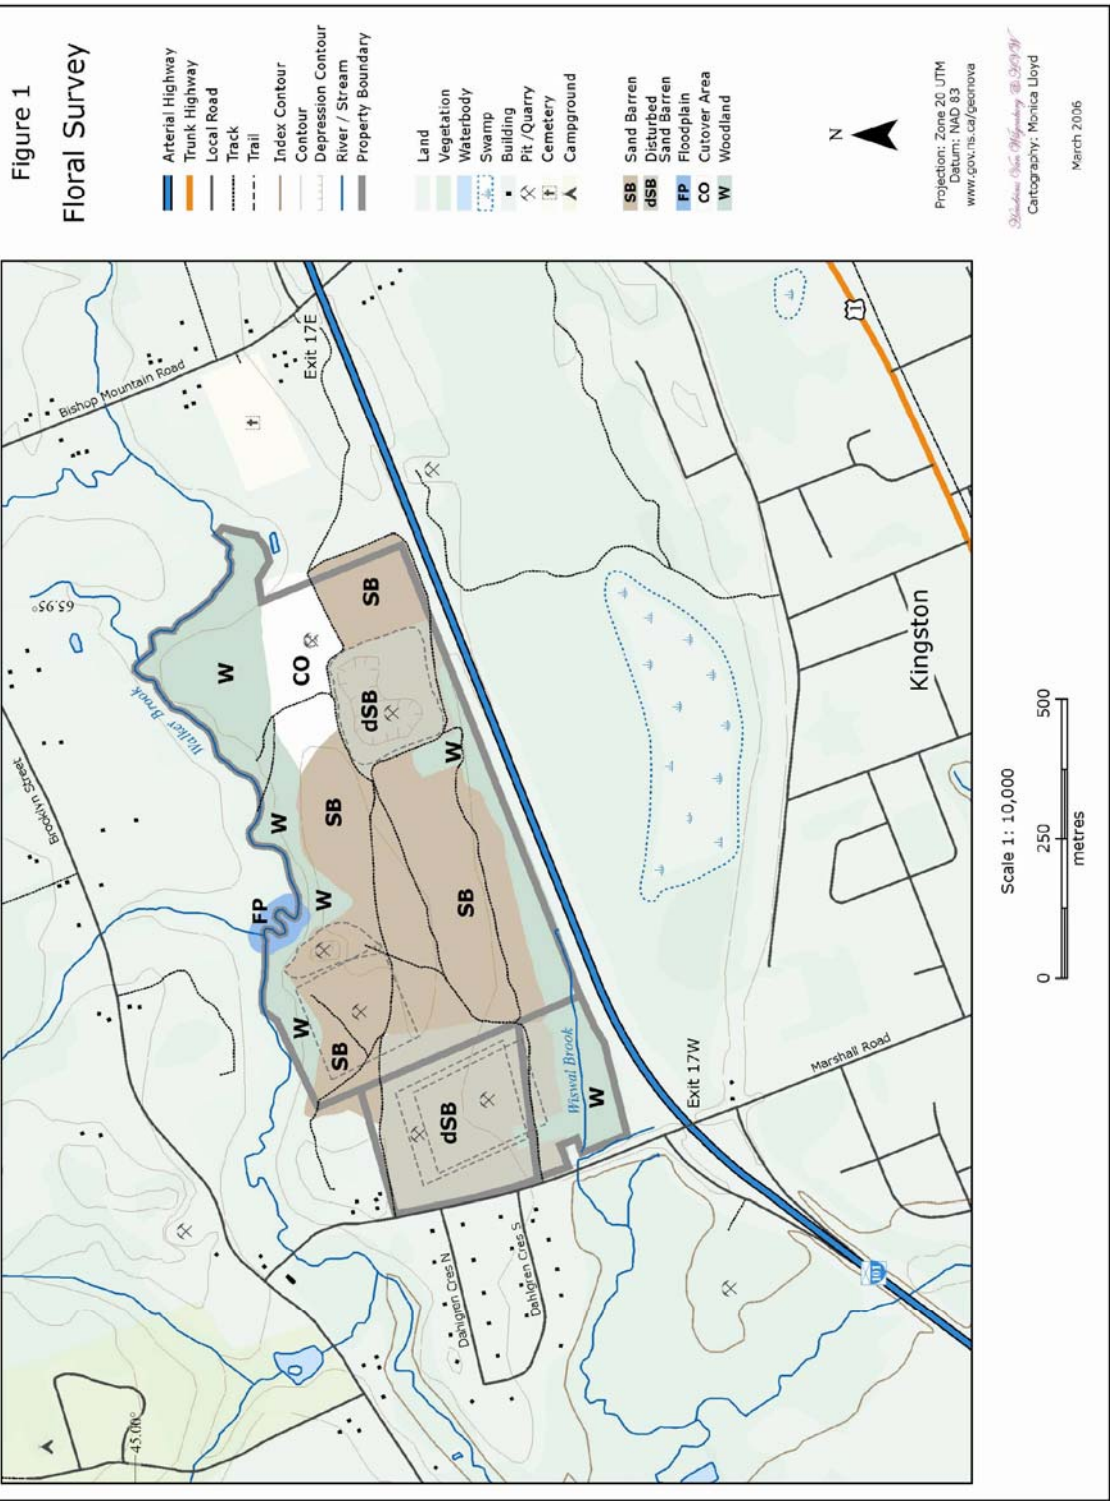 Figure 1
Floral Survey
Arterial Highway
Trunk Highway
Local Road
Track
Trail
Index Contour
Contour
Depression Contour
River / Stream
Property Boundary
Land
Vegetation
Waterbody
Swamp
Building
Pit /Quarry
Cemetery
Campground
SB Sand Barren
dSB Disturbed
Sand Barren
FP Floodplain
CO Cutover Area
W Woodland
N
Projection: Zone 20 UTM
Datum: NAD 83
www.gov.ns.ca/geonova
Cartography: Monica Lloyd
March 2006
Brooklyn Street
Bishop Mountain Road
65.95°
Walker Brook
Exit 17E
W
CO
SB
dSB
W
W
SB
FP
W
SB
W
SB
dSB
Wiswal Brook
W
Exit 17W
Marshall Road
Dahlgren Cres N
Dahlgren Cres S
45.00°
101
1
Kingston
Scale 1: 10,000
0 250 500
metres